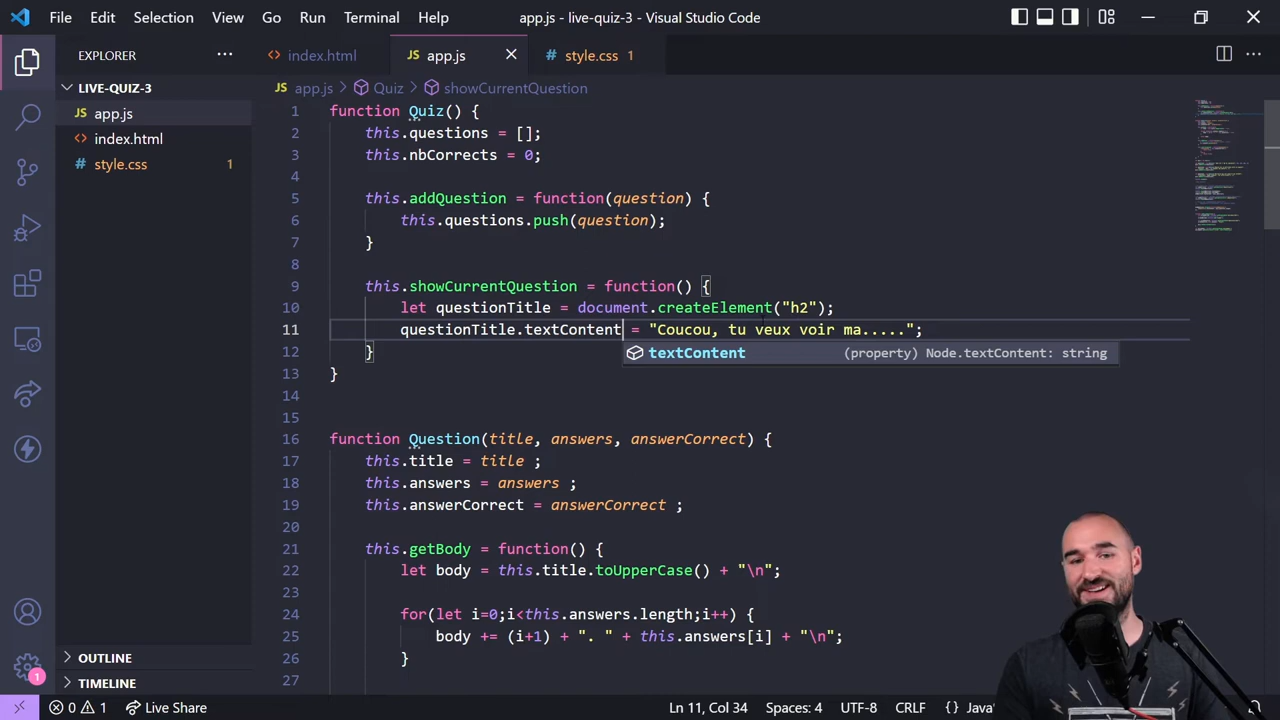 File Edit Selection View Go Run Terminal Help app.js - live-quiz-3 - Visual Studio Code
EXPLORER ... <> index.html JS app.js # style.css 1
LIVE-QUIZ-3
JS app.js
<> index.html
# style.css 1
JS app.js > Quiz > showCurrentQuestion
1 function Quiz() {
2 this.questions = [];
3 this.nbCorrects = 0;
4
5 this.addQuestion = function(question) {
6 this.questions.push(question);
7 }
8
9 this.showCurrentQuestion = function() {
10 let questionTitle = document.createElement("h2");
11 questionTitle.textContent = "Coucou, tu veux voir ma.....";
textContent (property) Node.textContent: string
12 }
13 }
14
15
16 function Question(title, answers, answerCorrect) {
17 this.title = title ;
18 this.answers = answers ;
19 this.answerCorrect = answerCorrect ;
20
21 this.getBody = function() {
22 let body = this.title.toUpperCase() + "\n";
23
24 for(let i=0;i<this.answers.length;i++) {
25 body += (i+1) + ". " + this.answers[i] + "\n";
26 }
27
OUTLINE
TIMELINE
1
0 1 Live Share Ln 11, Col 34 Spaces: 4 UTF-8 CRLF {} Java